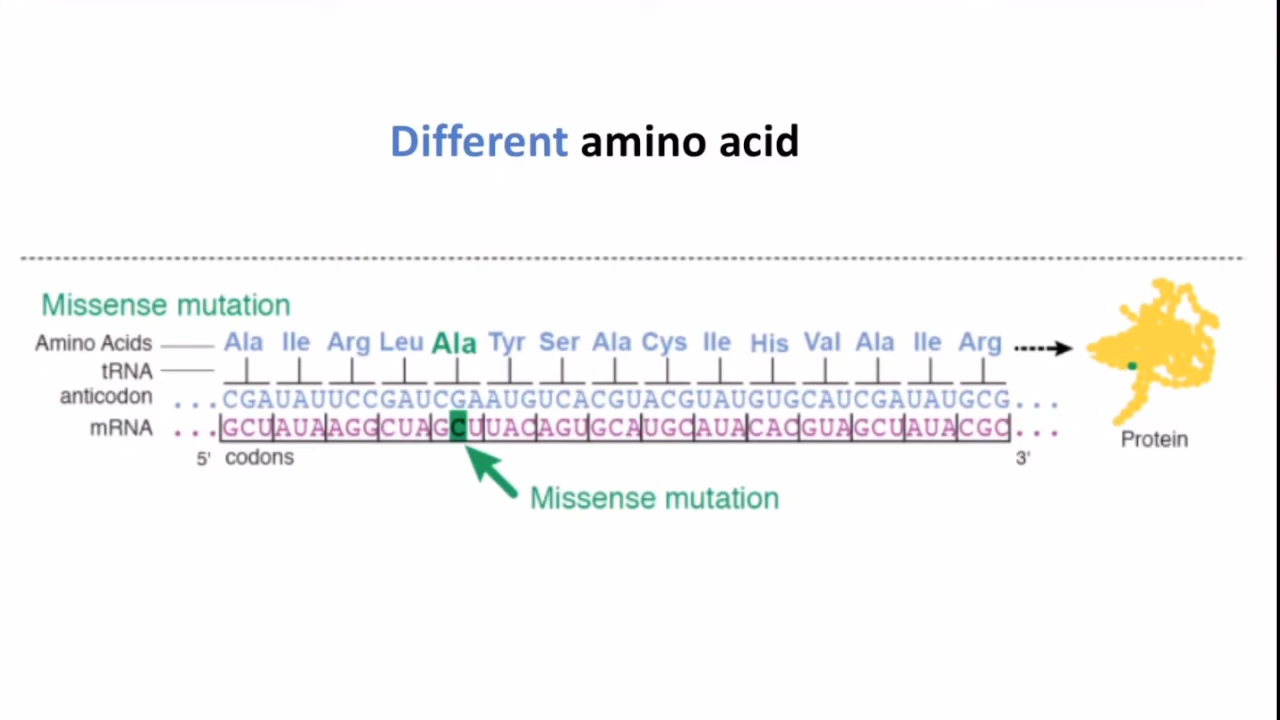 Different amino acid
Missense mutation
Amino Acids Ala Ile Arg Leu Ala Tyr Ser Ala Cys Ile His Val Ala Ile Arg
tRNA
anticodon ...CGAUAUUCCGAUCGAAUGUCACGUACGUAUGUGCAUCGAUAUGCG...
mRNA ...GCUAUAAGGCUAGCUUACAGUGCAUGCAUACACGUAGCUAUACGC...
Protein
5' codons 3'
Missense mutation